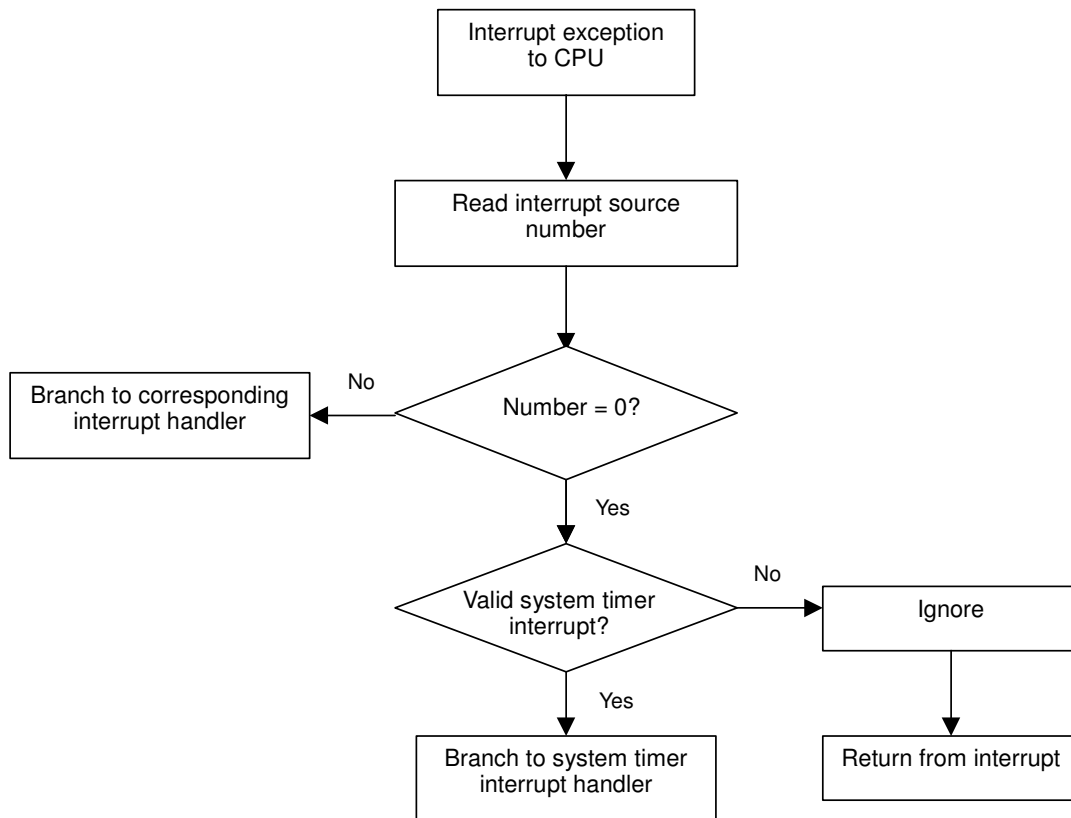 Interrupt exception
to CPU
Read interrupt source
number
No
Branch to corresponding
interrupt handler
Number = 0?
Yes
No
Valid system timer
interrupt?
Ignore
Yes
Branch to system timer
interrupt handler
Return from interrupt